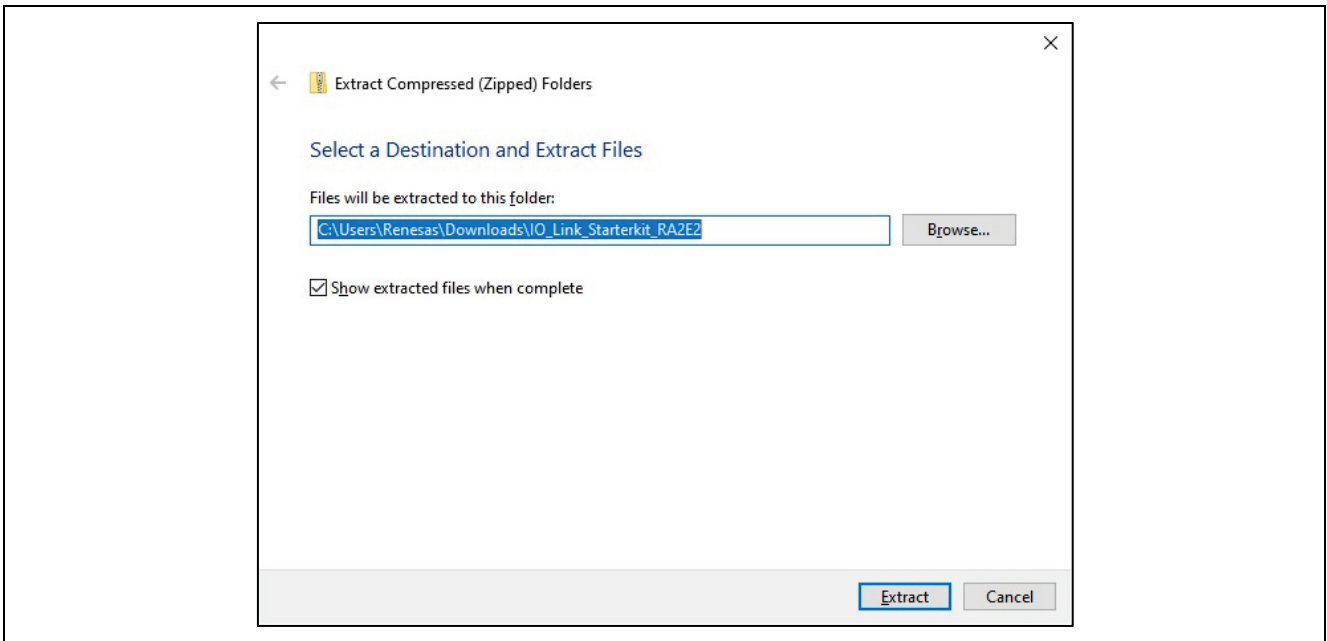 Extract Compressed (Zipped) Folders
Select a Destination and Extract Files
Files will be extracted to this folder:
C:\Users\Renesas\Downloads\IO_Link_Starterkit_RA2E2
Browse...
Show extracted files when complete
Extract Cancel